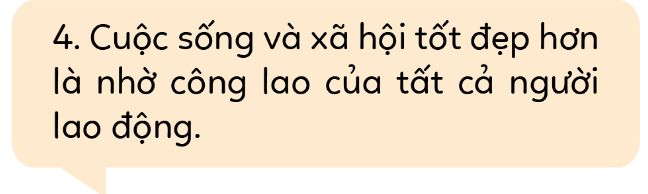 4. Cuộc sống và xã hội tốt đẹp hơn
là nhờ công lao của tất cả người
lao động.